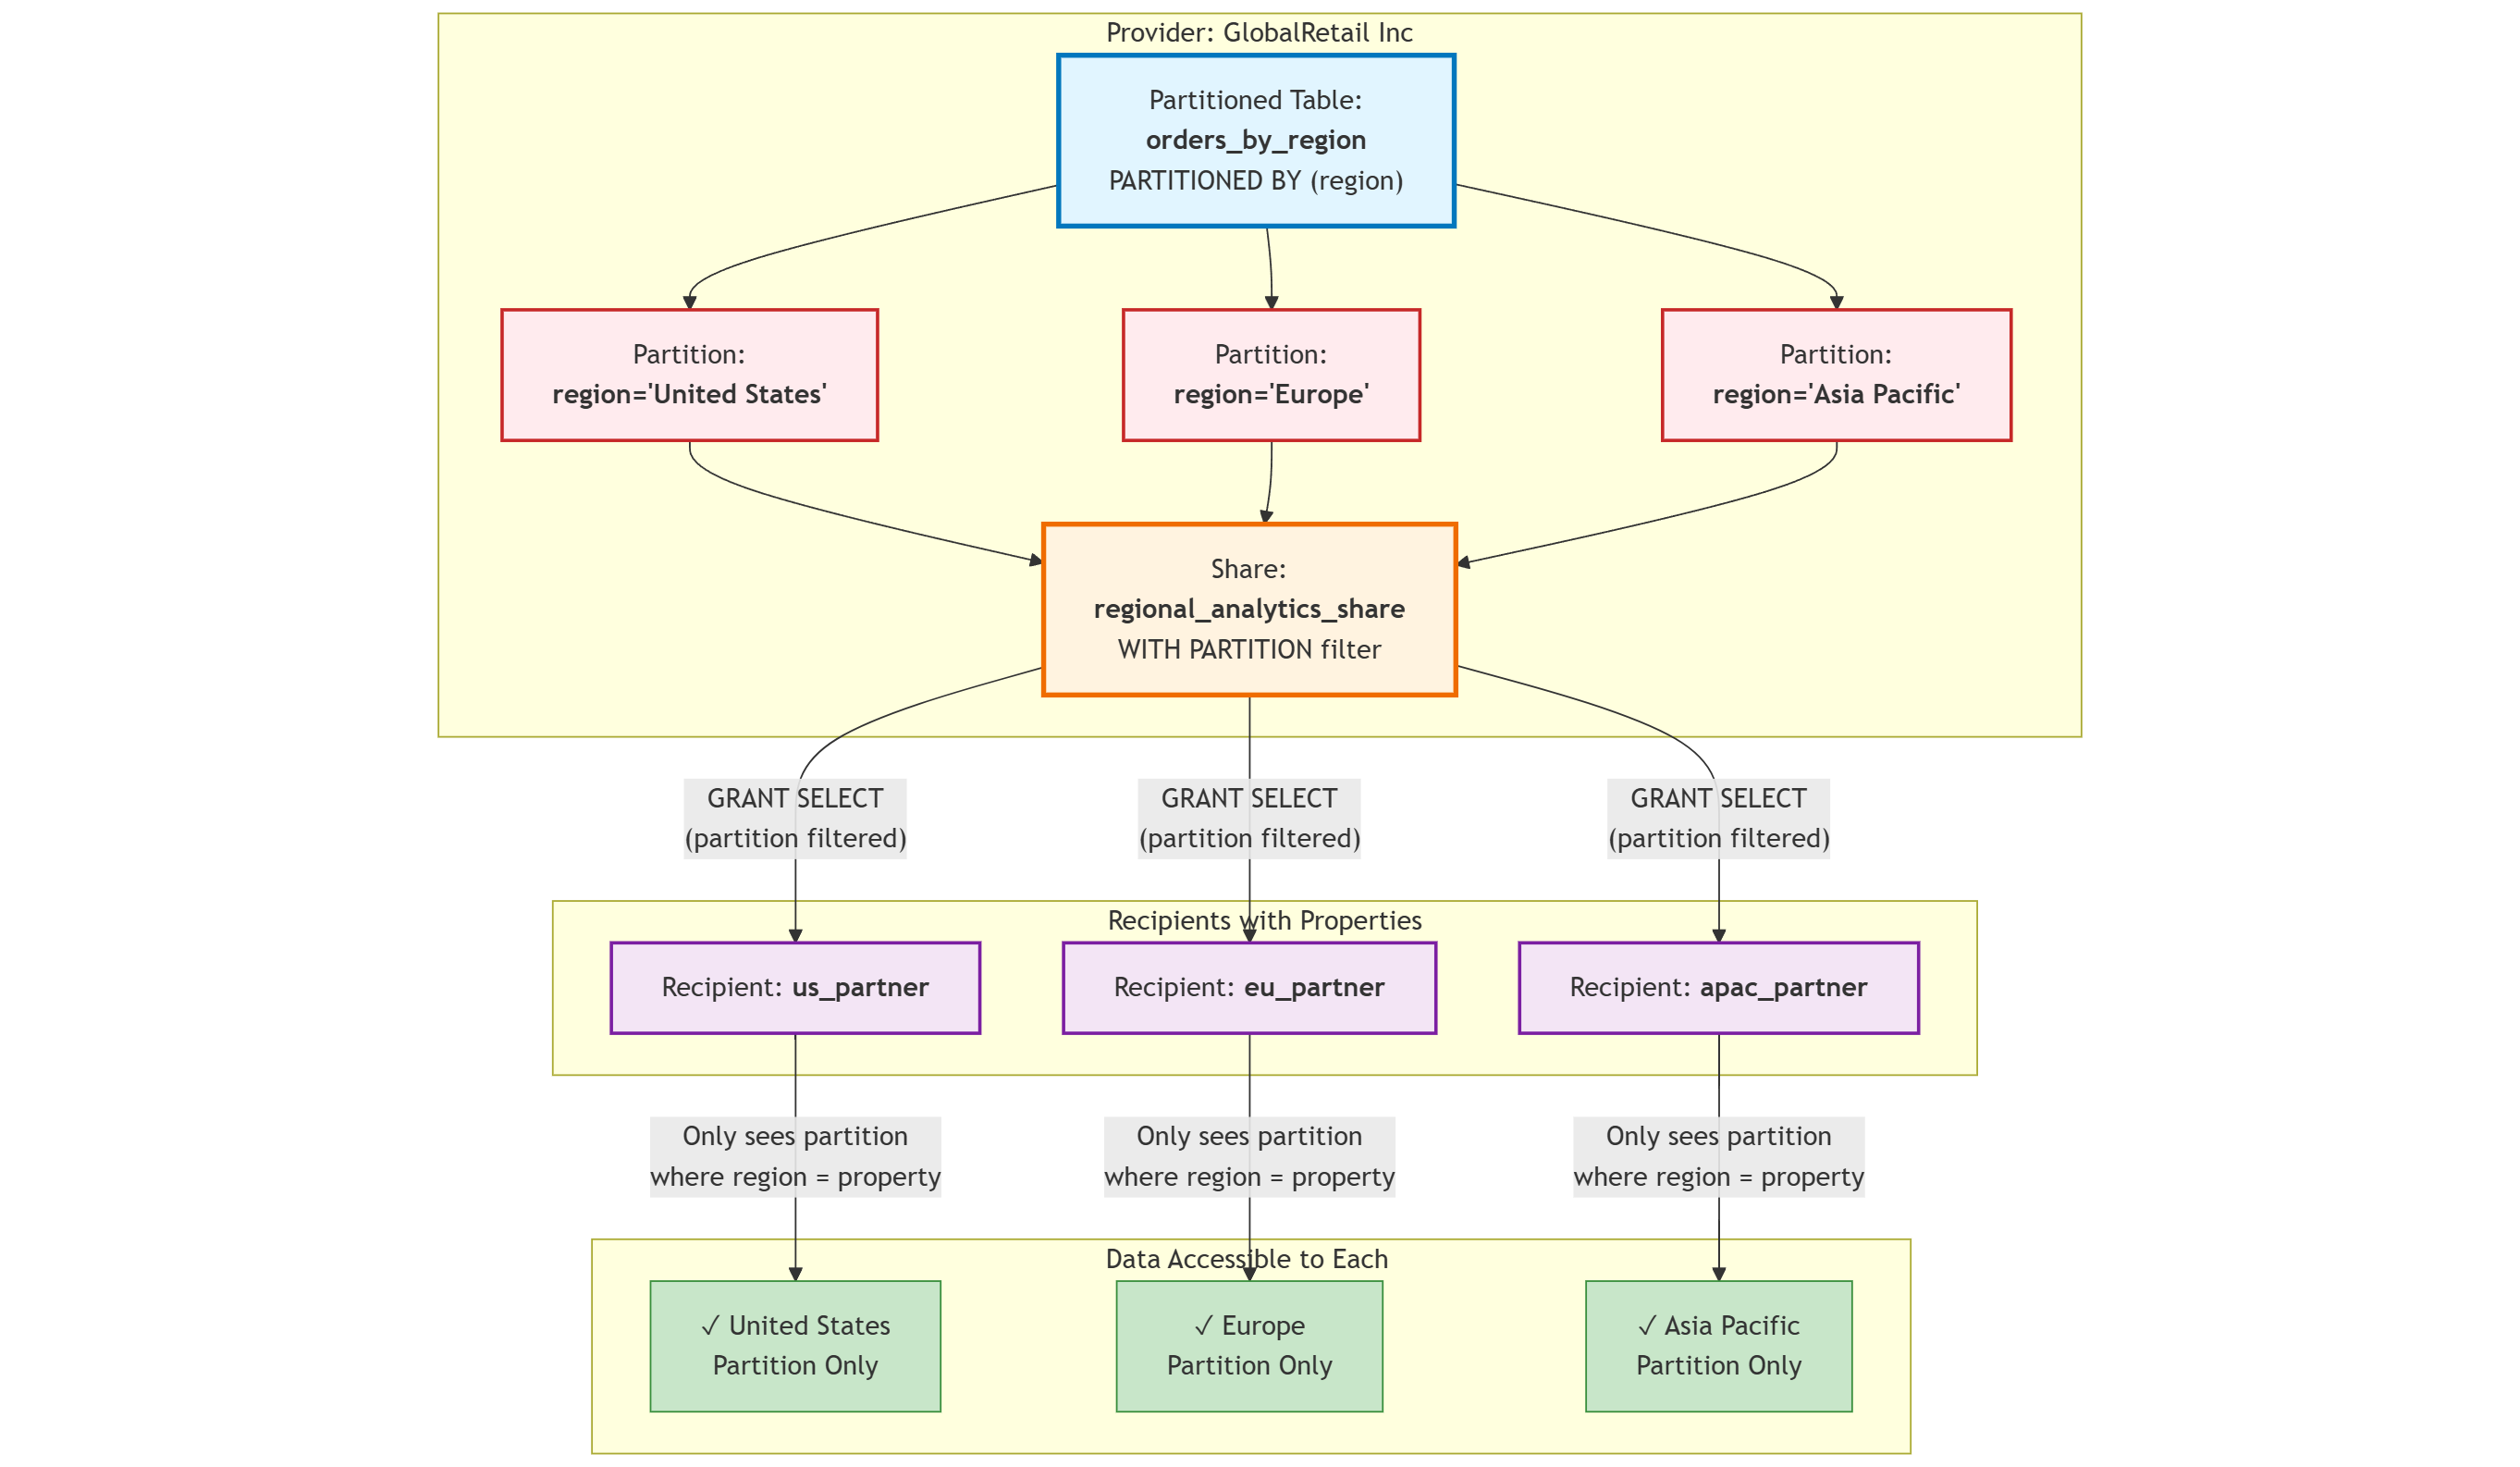 Provider: GlobalRetail Inc
Partitioned Table:
orders_by_region
PARTITIONED BY (region)
Partition:
region='United States'
Partition:
region='Europe'
Partition:
region='Asia Pacific'
Share:
regional_analytics_share
WITH PARTITION filter
GRANT SELECT
(partition filtered)
GRANT SELECT
(partition filtered)
GRANT SELECT
(partition filtered)
Recipients with Properties
Recipient: us_partner
Recipient: eu_partner
Recipient: apac_partner
Only sees partition
where region = property
Only sees partition
where region = property
Only sees partition
where region = property
Data Accessible to Each
✓ United States
Partition Only
✓ Europe
Partition Only
✓ Asia Pacific
Partition Only